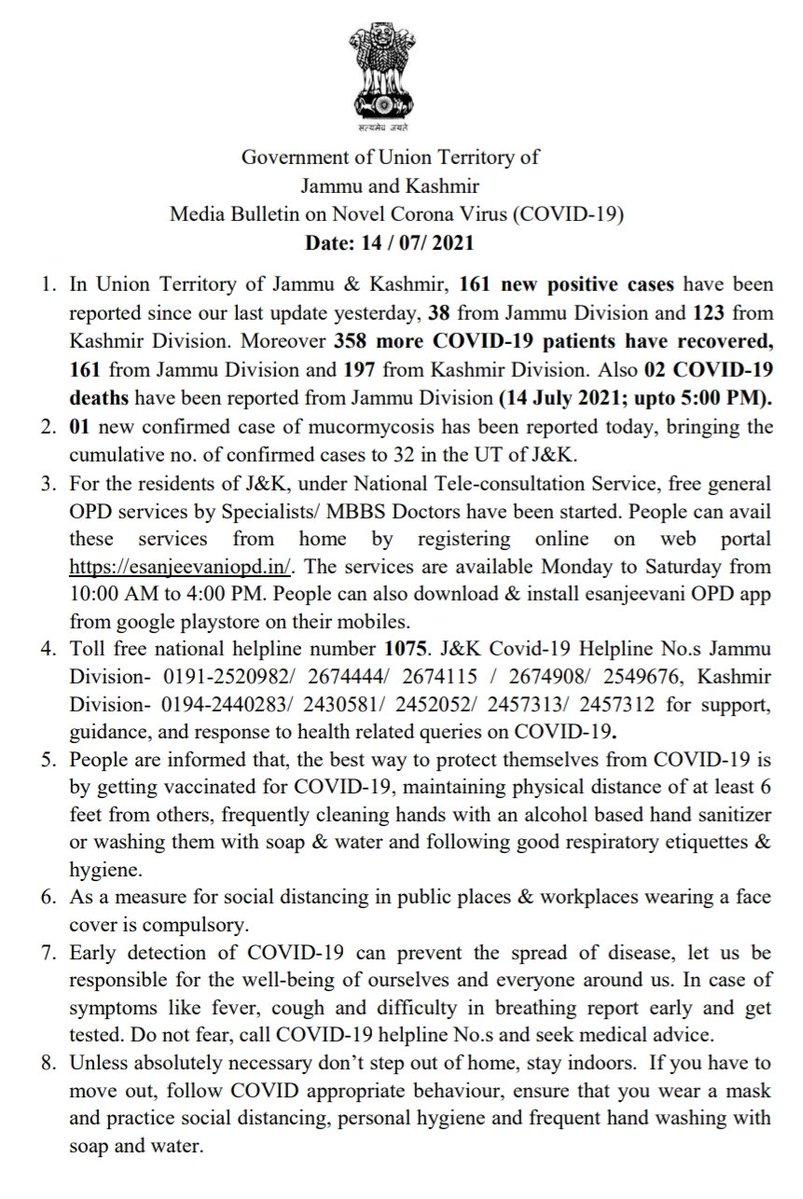 सत्यमेव जयते
Government of Union Territory of
Jammu and Kashmir
Media Bulletin on Novel Corona Virus (COVID-19)
Date: 14 / 07/ 2021
1. In Union Territory of Jammu & Kashmir, 161 new positive cases have been
reported since our last update yesterday, 38 from Jammu Division and 123 from
Kashmir Division. Moreover 358 more COVID-19 patients have recovered,
161 from Jammu Division and 197 from Kashmir Division. Also 02 COVID-19
deaths have been reported from Jammu Division (14 July 2021; upto 5:00 PM).
2. 01 new confirmed case of mucormycosis has been reported today, bringing the
cumulative no. of confirmed cases to 32 in the UT of J&K.
3. For the residents of J&K, under National Tele-consultation Service, free general
OPD services by Specialists/ MBBS Doctors have been started. People can avail
these services from home by registering online on web portal
https://esanjeevaniopd.in/. The services are available Monday to Saturday from
10:00 AM to 4:00 PM. People can also download & install esanjeevani OPD app
from google playstore on their mobiles.
4. Toll free national helpline number 1075. J&K Covid-19 Helpline No.s Jammu
Division- 0191-2520982/ 2674444/ 2674115 / 2674908/ 2549676, Kashmir
Division- 0194-2440283/ 2430581/ 2452052/ 2457313/ 2457312 for support,
guidance, and response to health related queries on COVID-19.
5. People are informed that, the best way to protect themselves from COVID-19 is
by getting vaccinated for COVID-19, maintaining physical distance of at least 6
feet from others, frequently cleaning hands with an alcohol based hand sanitizer
or washing them with soap & water and following good respiratory etiquettes &
hygiene.
6. As a measure for social distancing in public places & workplaces wearing a face
cover is compulsory.
7. Early detection of COVID-19 can prevent the spread of disease, let us be
responsible for the well-being of ourselves and everyone around us. In case of
symptoms like fever, cough and difficulty in breathing report early and get
tested. Do not fear, call COVID-19 helpline No.s and seek medical advice.
8. Unless absolutely necessary don’t step out of home, stay indoors. If you have to
move out, follow COVID appropriate behaviour, ensure that you wear a mask
and practice social distancing, personal hygiene and frequent hand washing with
soap and water.